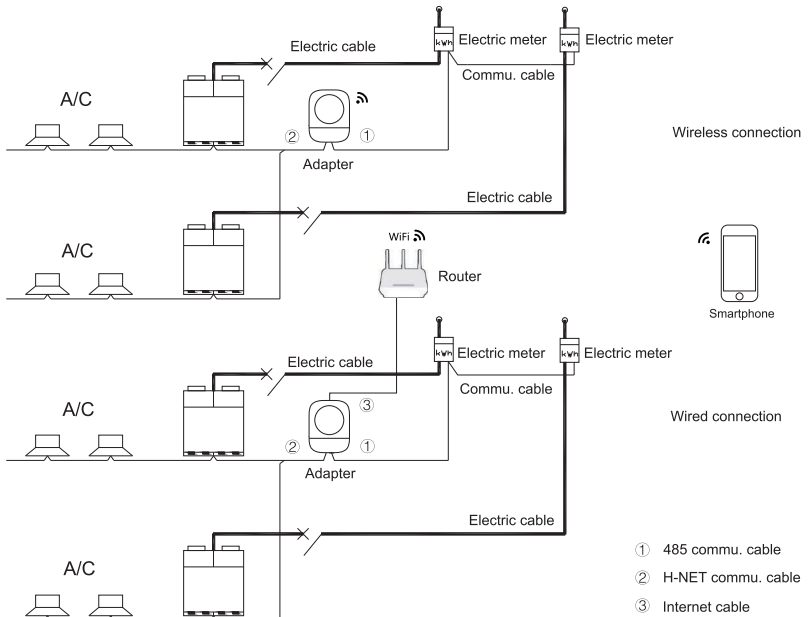 Electric cable
kWh
Electric meter
kWh
Electric meter
Commu. cable
A/C
② ①
Adapter
Wireless connection
Electric cable
A/C
WiFi
Router
Smartphone
Electric cable
kWh
Electric meter
kWh
Electric meter
Commu. cable
③
A/C
② ①
Adapter
Wired connection
Electric cable
A/C
① 485 commu. cable
② H-NET commu. cable
③ Internet cable